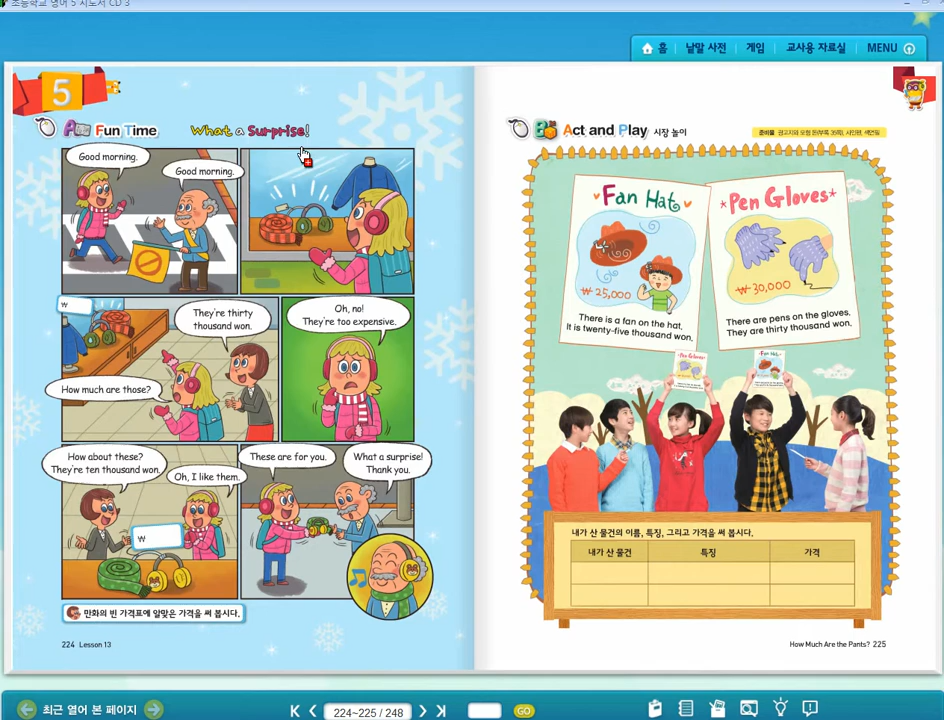 초등학교 영어 5 지도서 CD 3
홈
낱말 사전
게임
교사용 자료실
MENU
5
A Fun Time
What a Surprise!
Good morning.
Good morning.
₩
They're thirty
thousand won.
How much are those?
Oh, no!
They're too expensive.
How about these?
They're ten thousand won.
Oh, I like them.
₩
These are for you.
What a surprise!
Thank you.
만화의 빈 가격표에 알맞은 가격을 써 봅시다.
224 Lesson 13
B Act and Play 시장 놀이
준비물
Fan Hat
₩25,000
There is a fan on the hat.
It is twenty-five thousand won.
Pen Gloves
₩30,000
There are pens on the gloves.
They are thirty thousand won.
Pen Gloves
Fan Hat
내가 산 물건의 이름, 특징, 그리고 가격을 써 봅시다.
내가 산 물건
특징
가격
How Much Are the Pants? 225
최근 열어 본 페이지
224~225 / 248
GO